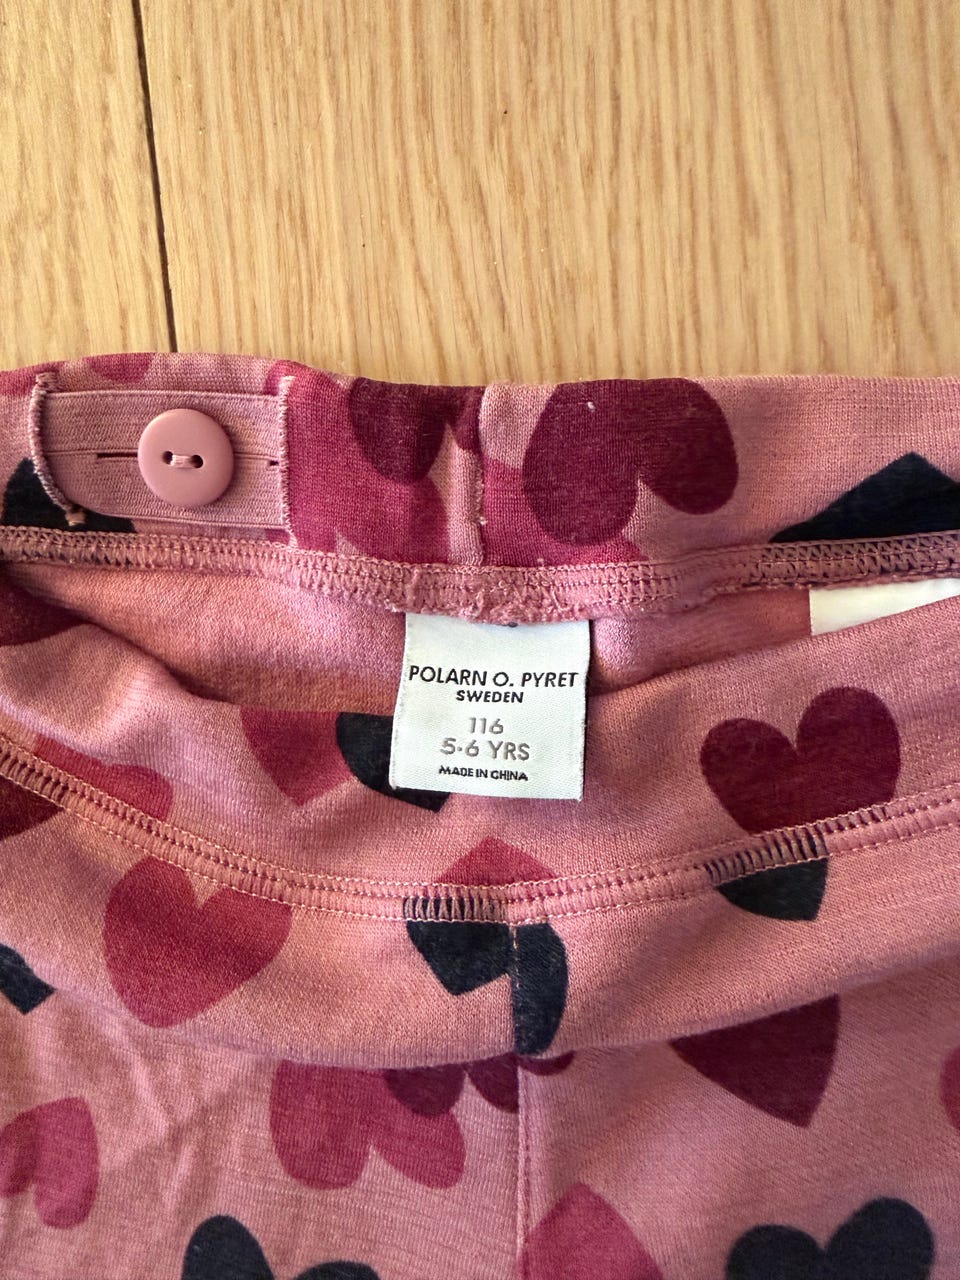 POLARN O. PYRET
SWEDEN
116
5-6 YRS
MADE IN CHINA